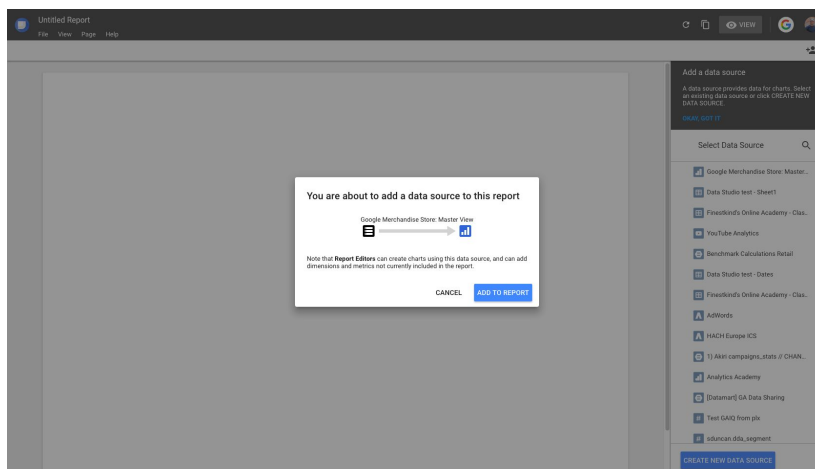 Untitled Report
File View Page Help
VIEW
Add a data source
A data source provides data for charts. Select
an existing data source or click CREATE NEW
DATA SOURCE.
OKAY, GOT IT
Select Data Source
Google Merchandise Store: Master...
Data Studio test - Sheet1
Finestkind's Online Academy - Clas...
YouTube Analytics
Benchmark Calculations Retail
Data Studio test - Dates
Finestkind's Online Academy - Clas...
AdWords
HACH Europe ICS
1) Akin campaigns_stats // CHAN...
Analytics Academy
[Datamart] GA Data Sharing
Test GAIQ from plx
sduncan.dda_segment
CREATE NEW DATA SOURCE
You are about to add a data source to this report
Google Merchandise Store: Master View
Note that Report Editors can create charts using this data source, and can add
dimensions and metrics not currently included in the report.
CANCEL ADD TO REPORT